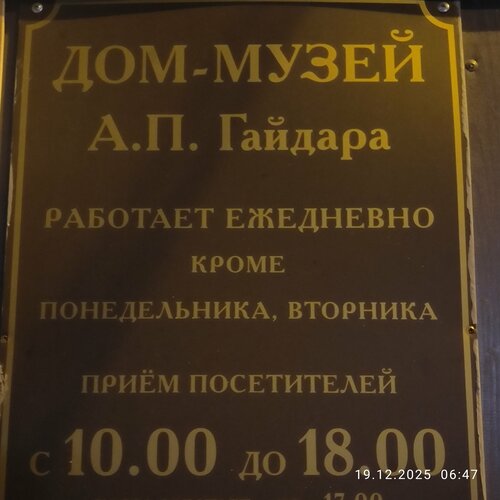 ДОМ-МУЗЕЙ
А.П. Гайдара
РАБОТАЕТ ЕЖЕДНЕВНО
КРОМЕ
ПОНЕДЕЛЬНИКА, ВТОРНИКА
ПРИЁМ ПОСЕТИТЕЛЕЙ
С 10.00 ДО 18.00
19.12.2025 06:47